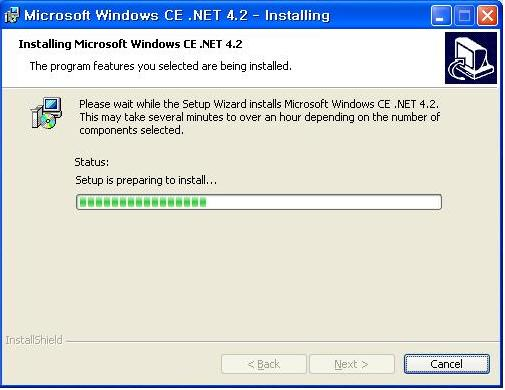 Microsoft Windows CE .NET 4.2 - Installing
Installing Microsoft Windows CE .NET 4.2
The program features you selected are being installed.
Please wait while the Setup Wizard installs Microsoft Windows CE .NET 4.2.
This may take several minutes to over an hour depending on the number of
components selected.
Status:
Setup is preparing to install...
InstallShield
< Back
Next >
Cancel